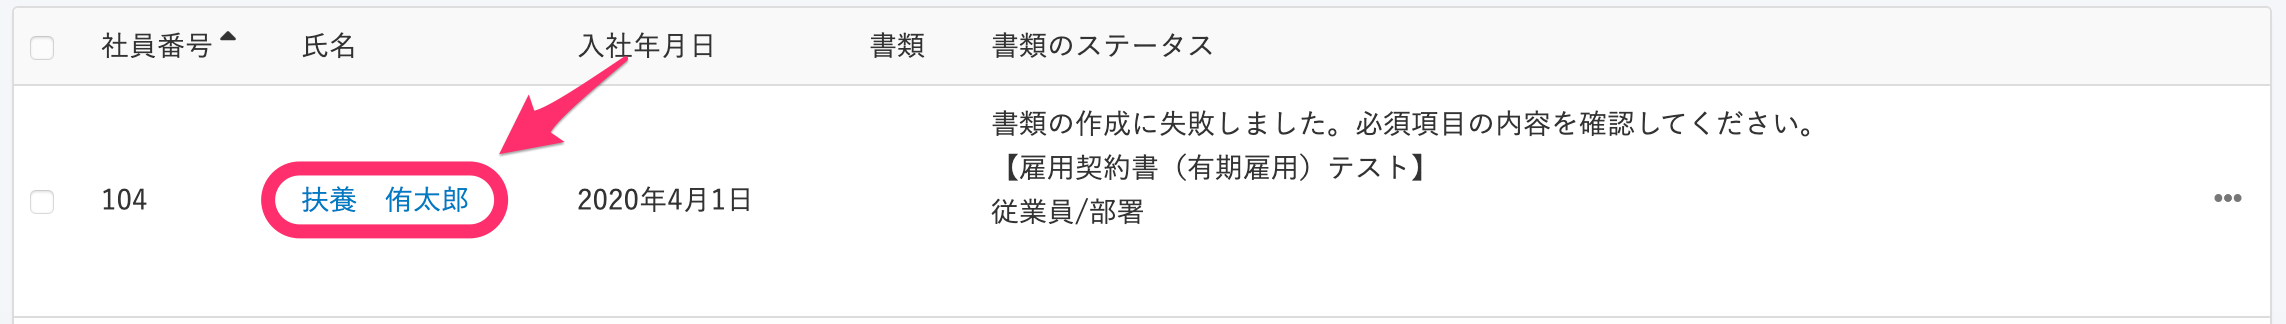 社員番号 氏名 入社年月日 書類 書類のステータス
書類の作成に失敗しました。必須項目の内容を確認してください。
【雇用契約書（有期雇用）テスト】
104 扶養　侑太郎 2020年4月1日
従業員/部署